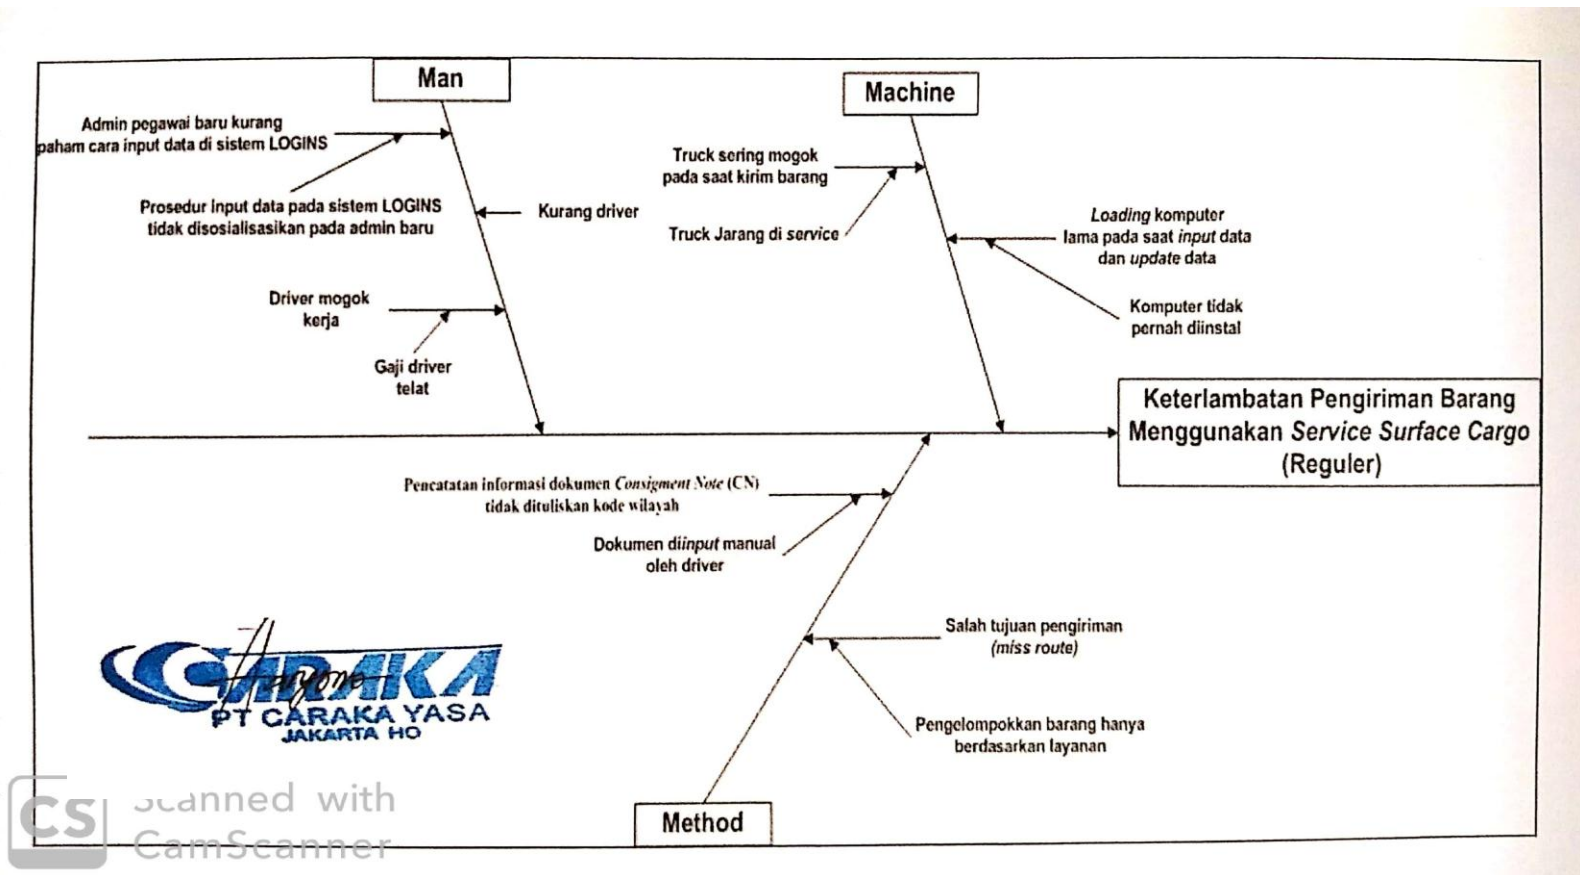 Man
Machine
Admin pegawai baru kurang
paham cara input data di sistem LOGINS
Prosedur Input data pada sistem LOGINS
tidak disosialisasikan pada admin baru
Kurang driver
Driver mogok
kerja
Gaji driver
telat
Truck sering mogok
pada saat kirim barang
Truck Jarang di service
Loading komputer
lama pada saat input data
dan update data
Komputer tidak
pernah diinstal
Keterlambatan Pengiriman Barang
Menggunakan Service Surface Cargo
(Reguler)
Pencatatan informasi dokumen Consigment Note (CN)
tidak dituliskan kode wilayah
Dokumen diinput manual
oleh driver
Salah tujuan pengiriman
(miss route)
Pengelompokkan barang hanya
berdasarkan layanan
Method
CARAKA
PT CARAKA YASA
JAKARTA HO
CS
Scanned with
CamScanner